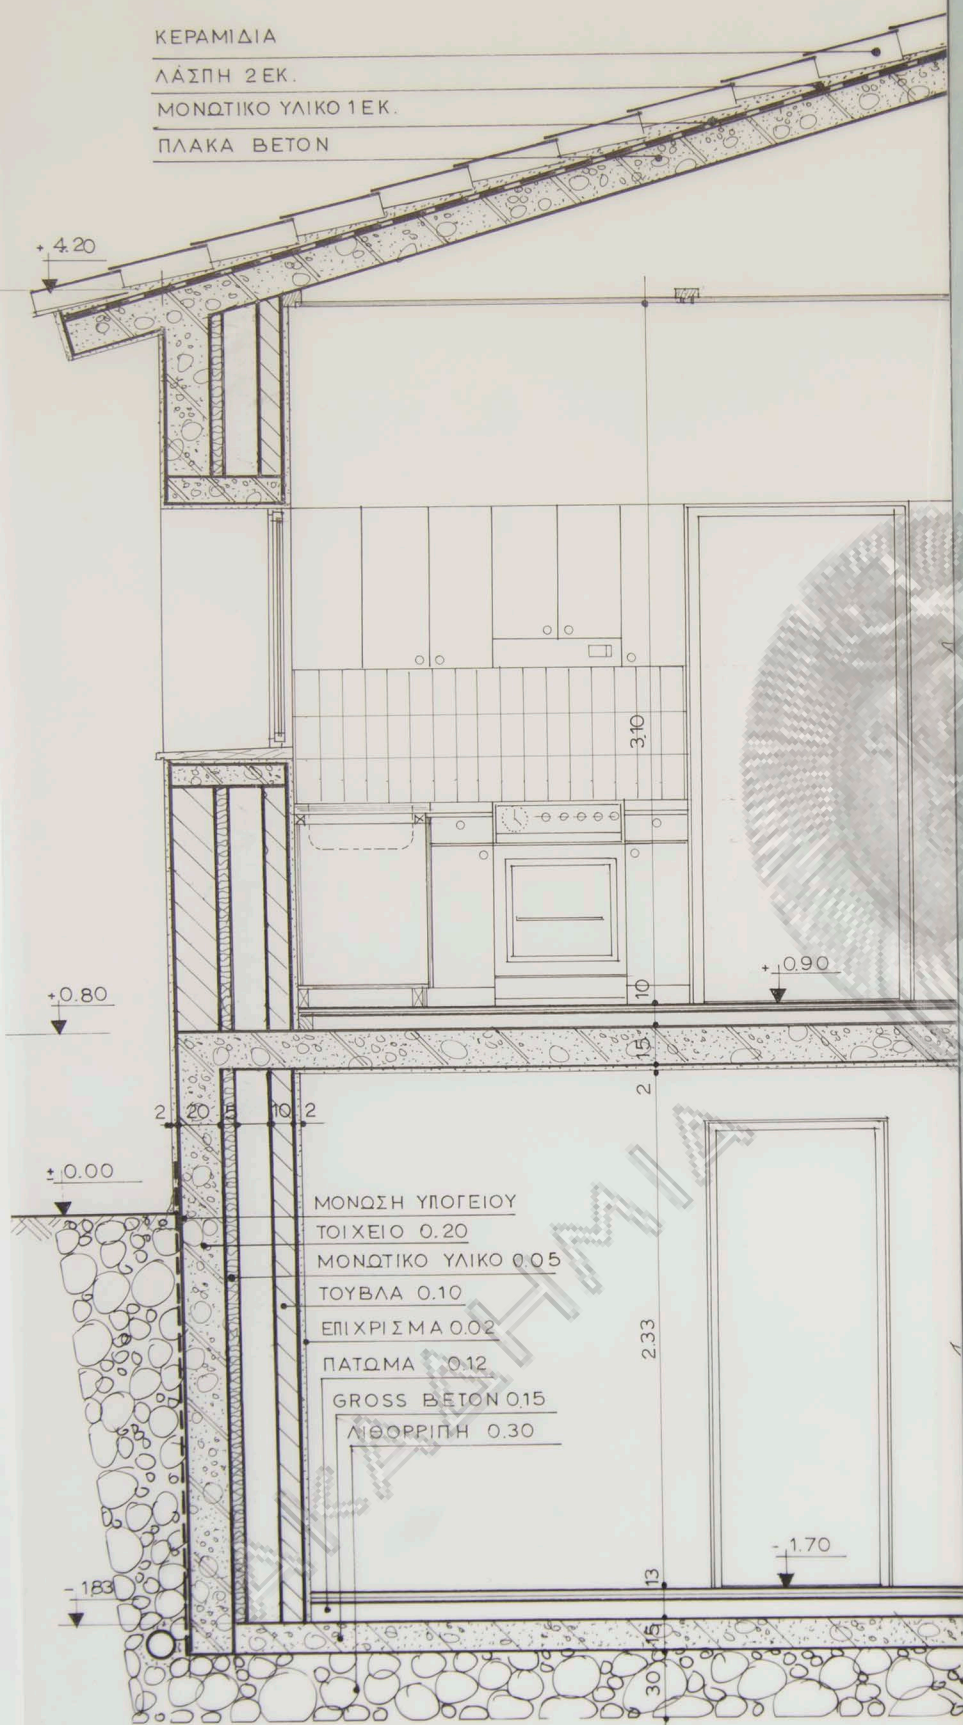 ΚΕΡΑΜΙΔΙΑ
ΛΑΣΠΗ 2ΕΚ.
ΜΟΝΩΤΙΚΟ ΥΛΙΚΟ 1ΕΚ.
ΠΛΑΚΑ ΒΕΤΟΝ
+4.20
3.10
+0.90
+0.80
10
15
2
2 20 5 10 2
±0.00
ΜΟΝΩΣΗ ΥΠΟΓΕΙΟΥ
ΤΟΙΧΕΙΟ 0.20
ΜΟΝΩΤΙΚΟ ΥΛΙΚΟ 0.05
ΤΟΥΒΛΑ 0.10
ΕΠΙΧΡΙΣΜΑ 0.02
ΠΑΤΩΜΑ 0.12
GROSS ΒΕΤΟΝ 0.15
ΛΙΘΟΡΡΙΠΗ 0.30
2.33
-1.70
-1.83
13
15
30
ΑΚΑΔΗΜΙΑ